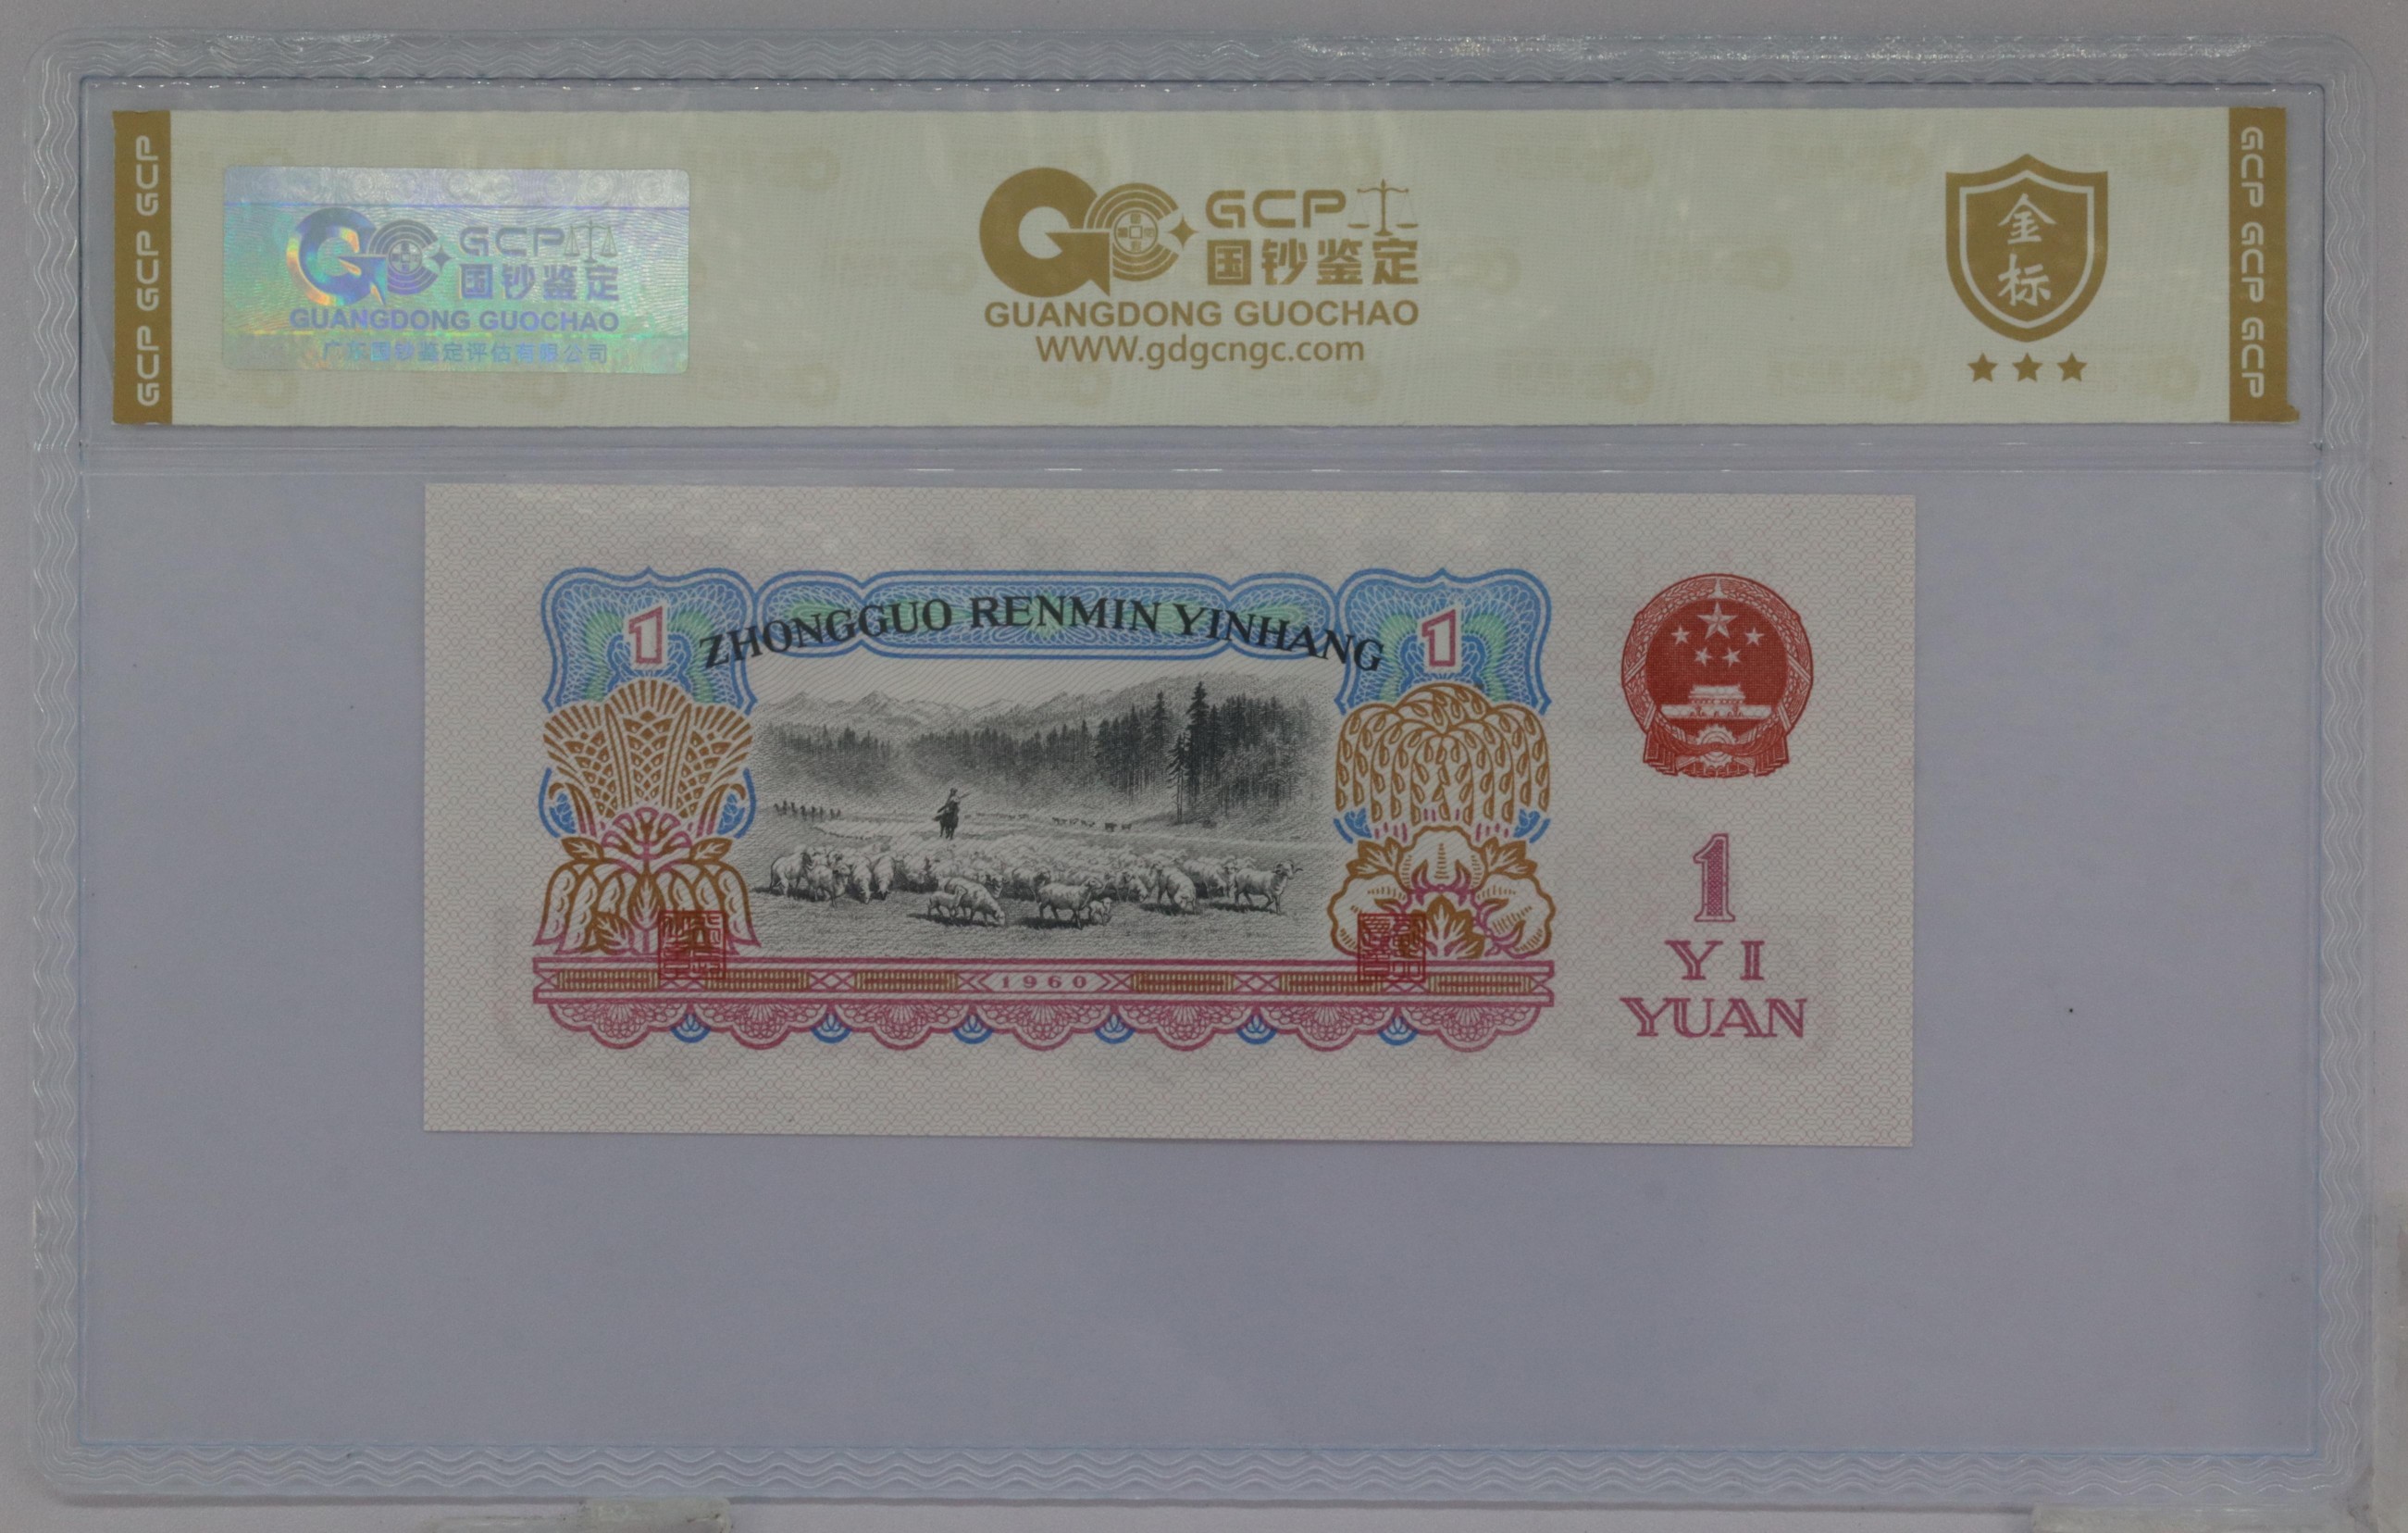 GCP GCP GCP
GCP
国钞鉴定
GUANGDONG GUOCHAO
广东国钞鉴定评估有限公司
GCP
国钞鉴定
GUANGDONG GUOCHAO
www.gdgcngc.com
金
标
GCP GCP GCP
1
ZHONGGUO RENMIN YINHANG
1
1960
1
YI
YUAN